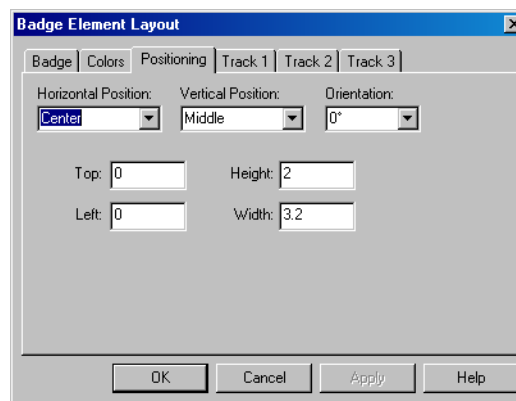 Badge Element Layout
Badge Colors Positioning Track 1 Track 2 Track 3
Horizontal Position: Vertical Position: Orientation:
Center Middle 0°
Top: 0 Height: 2
Left: 0 Width: 3.2
OK Cancel Apply Help